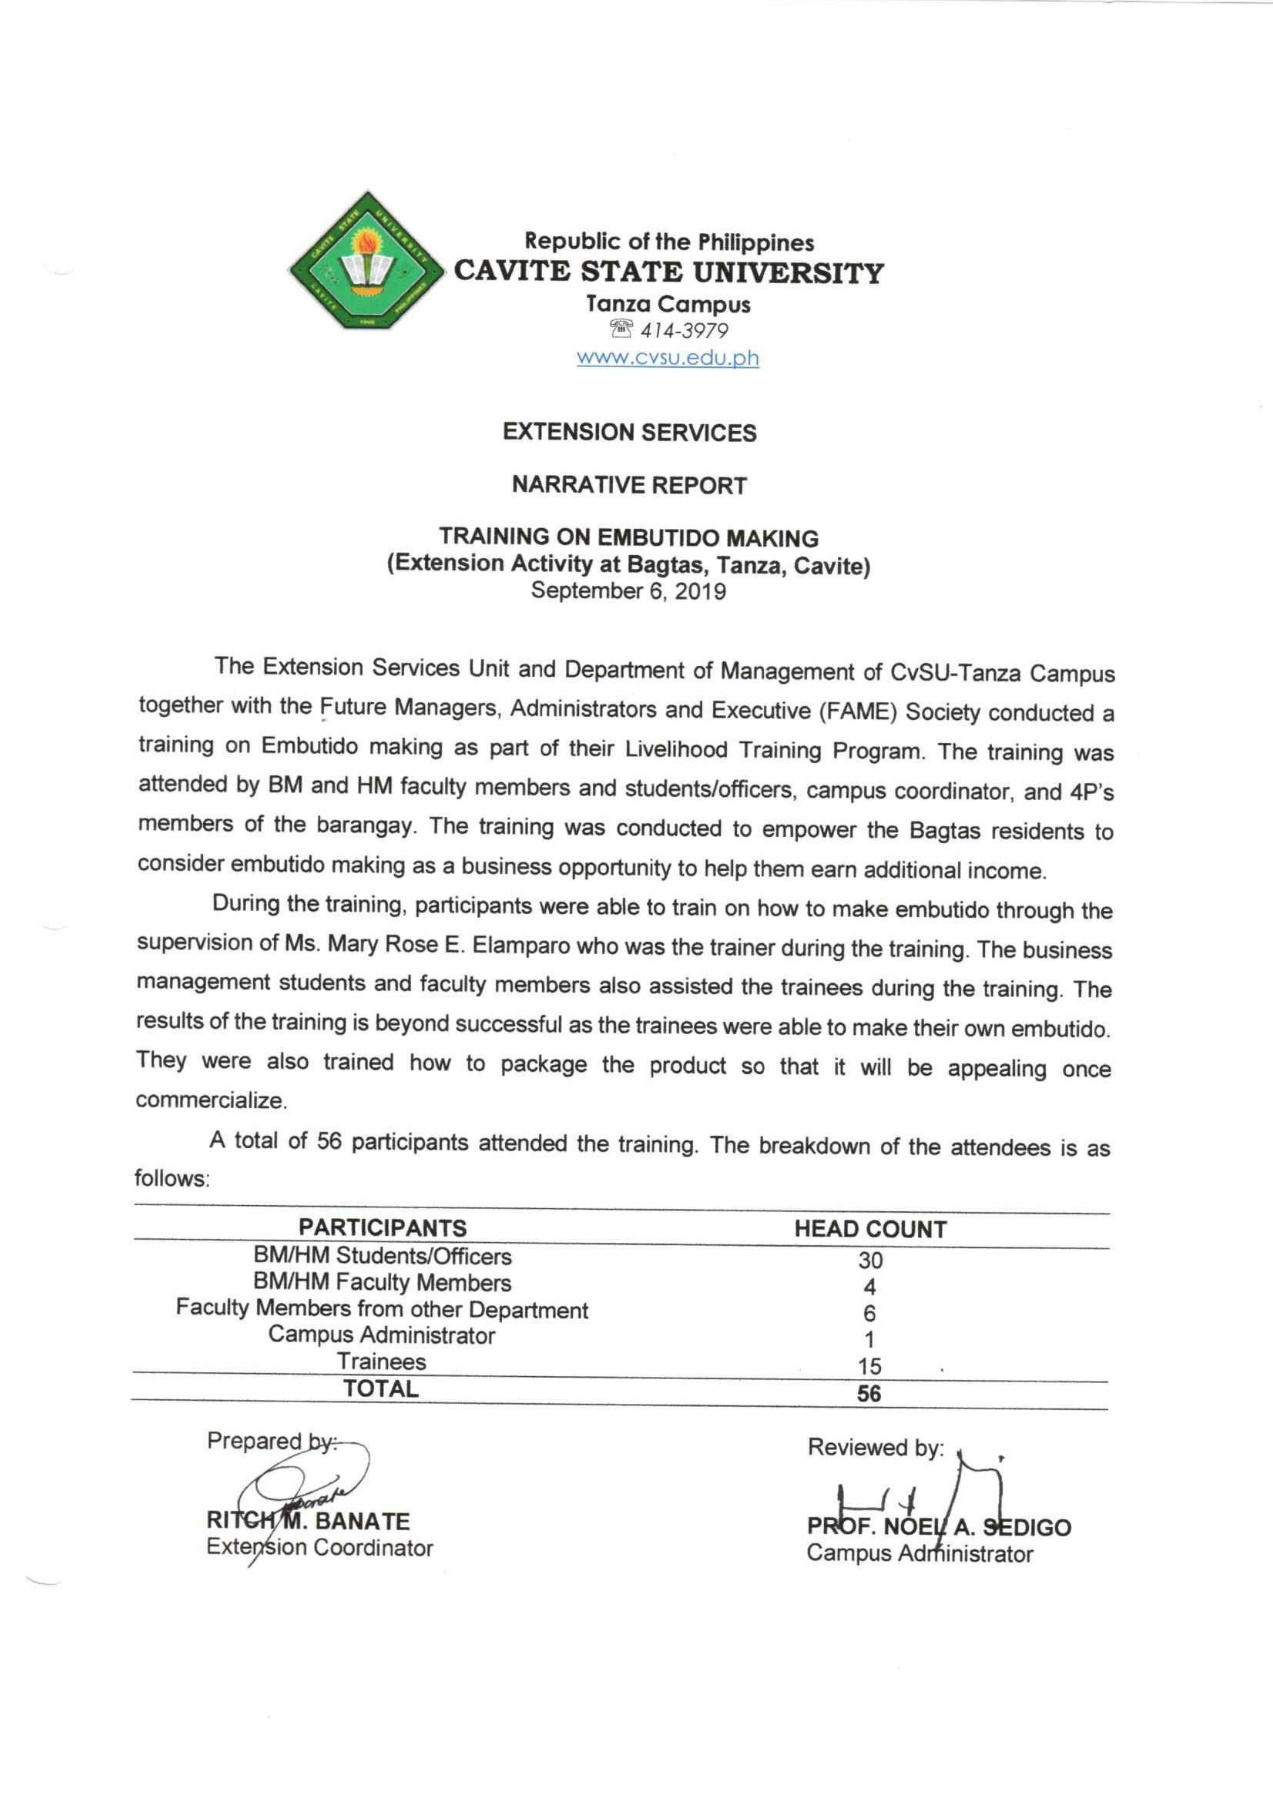 CAVITE STATE UNIVERSITY
CAVITE
PHILIPPINES
1906
Republic of the Philippines
CAVITE STATE UNIVERSITY
Tanza Campus
☏ 414-3979
www.cvsu.edu.ph
EXTENSION SERVICES
NARRATIVE REPORT
TRAINING ON EMBUTIDO MAKING
(Extension Activity at Bagtas, Tanza, Cavite)
September 6, 2019
The Extension Services Unit and Department of Management of CvSU-Tanza Campus
together with the Future Managers, Administrators and Executive (FAME) Society conducted a
training on Embutido making as part of their Livelihood Training Program. The training was
attended by BM and HM faculty members and students/officers, campus coordinator, and 4P's
members of the barangay. The training was conducted to empower the Bagtas residents to
consider embutido making as a business opportunity to help them earn additional income.
During the training, participants were able to train on how to make embutido through the
supervision of Ms. Mary Rose E. Elamparo who was the trainer during the training. The business
management students and faculty members also assisted the trainees during the training. The
results of the training is beyond successful as the trainees were able to make their own embutido.
They were also trained how to package the product so that it will be appealing once
commercialize.
A total of 56 participants attended the training. The breakdown of the attendees is as
follows:
PARTICIPANTS HEAD COUNT
BM/HM Students/Officers 30
BM/HM Faculty Members 4
Faculty Members from other Department 6
Campus Administrator 1
Trainees 15
TOTAL 56
Prepared by: Reviewed by:
RITCH M. BANATE PROF. NOEL A. SEDIGO
Extension Coordinator Campus Administrator